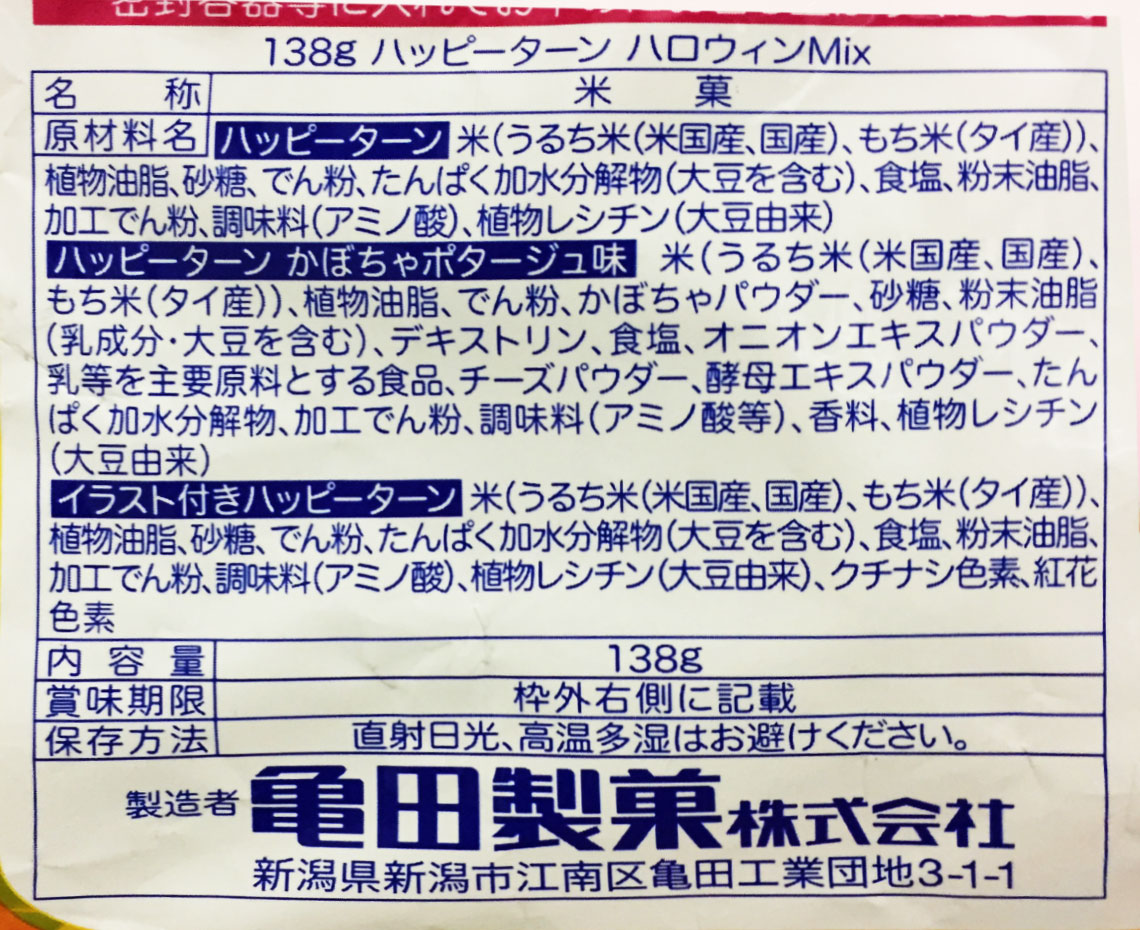 138g ハッピーターン ハロウィンMix
名称 米菓
原材料名 ハッピーターン 米(うるち米(米国産、国産)、もち米(タイ産))、
植物油脂、砂糖、でん粉、たんぱく加水分解物(大豆を含む)、食塩、粉末油脂、
加工でん粉、調味料(アミノ酸)、植物レシチン(大豆由来)
ハッピーターン かぼちゃポタージュ味 米(うるち米(米国産、国産)、
もち米(タイ産))、植物油脂、でん粉、かぼちゃパウダー、砂糖、粉末油脂
(乳成分・大豆を含む)、デキストリン、食塩、オニオンエキスパウダー、
乳等を主要原料とする食品、チーズパウダー、酵母エキスパウダー、たん
ぱく加水分解物、加工でん粉、調味料(アミノ酸等)、香料、植物レシチン
(大豆由来)
イラスト付きハッピーターン 米(うるち米(米国産、国産)、もち米(タイ産))、
植物油脂、砂糖、でん粉、たんぱく加水分解物(大豆を含む)、食塩、粉末油脂、
加工でん粉、調味料(アミノ酸)、植物レシチン(大豆由来)、クチナシ色素、紅花
色素
内容量 138g
賞味期限 枠外右側に記載
保存方法 直射日光、高温多湿はお避けください。
製造者 亀田製菓株式会社
新潟県新潟市江南区亀田工業団地3-1-1